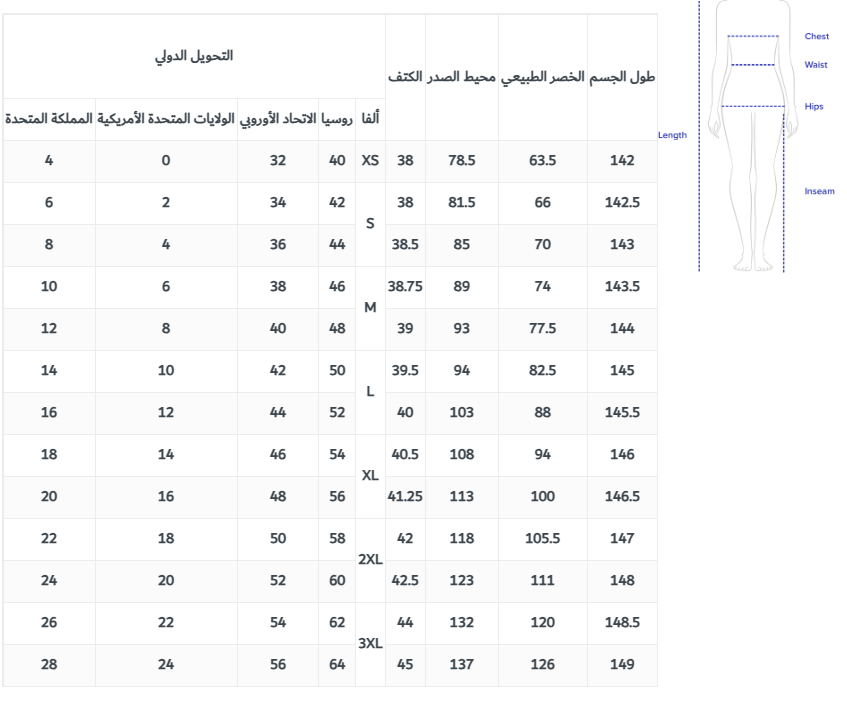 طول الجسم الخصر الطبيعي محيط الصدر الكتف التحويل الدولي
ألفا روسيا الاتحاد الأوروبي الولايات المتحدة الأمريكية المملكة المتحدة
142 63.5 78.5 38 XS 40 32 0 4
142.5 66 81.5 38 S 42 34 2 6
143 70 85 38.5 44 36 4 8
143.5 74 89 38.75 M 46 38 6 10
144 77.5 93 39 48 40 8 12
145 82.5 94 39.5 L 50 42 10 14
145.5 88 103 40 52 44 12 16
146 94 108 40.5 XL 54 46 14 18
146.5 100 113 41.25 56 48 16 20
147 105.5 118 42 2XL 58 50 18 22
148 111 123 42.5 60 52 20 24
148.5 120 132 44 3XL 62 54 22 26
149 126 137 45 64 56 24 28
Chest
Waist
Hips
Length
Inseam